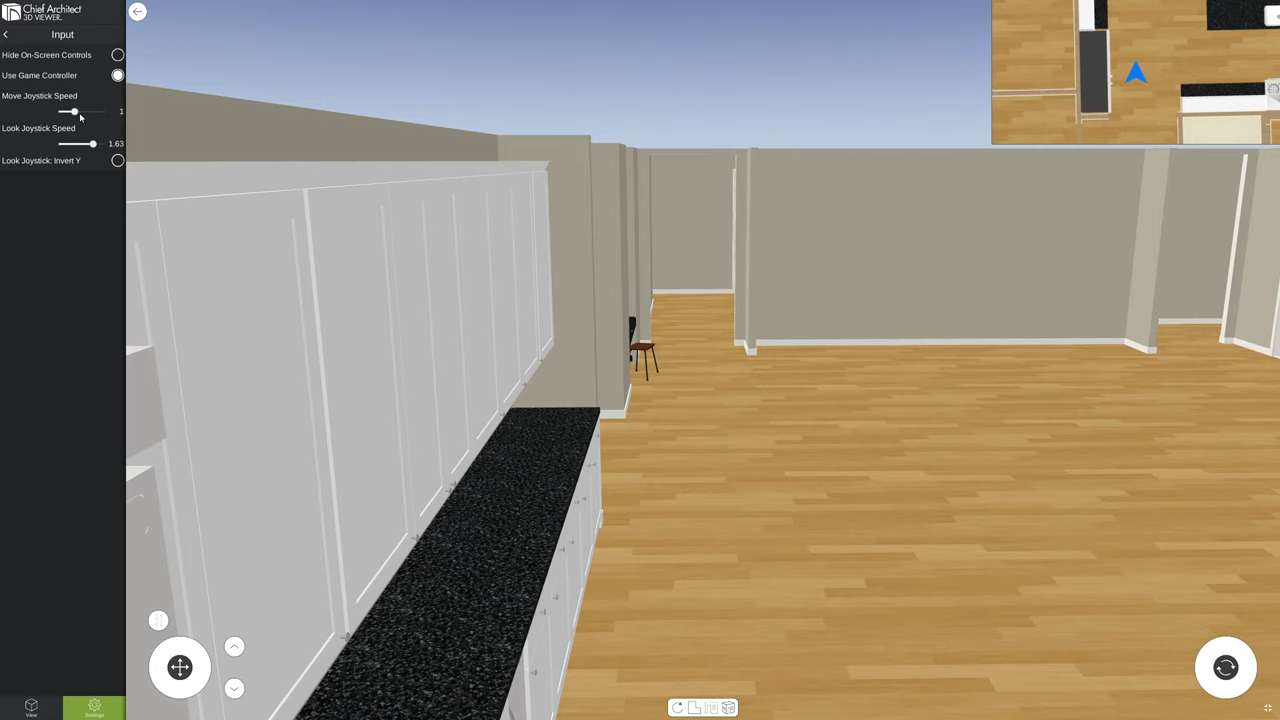 Chief Architect
3D VIEWER.
Input
Hide On-Screen Controls
Use Game Controller
Move Joystick Speed
1
Look Joystick Speed
1.63
Look Joystick: Invert Y
View
Settings